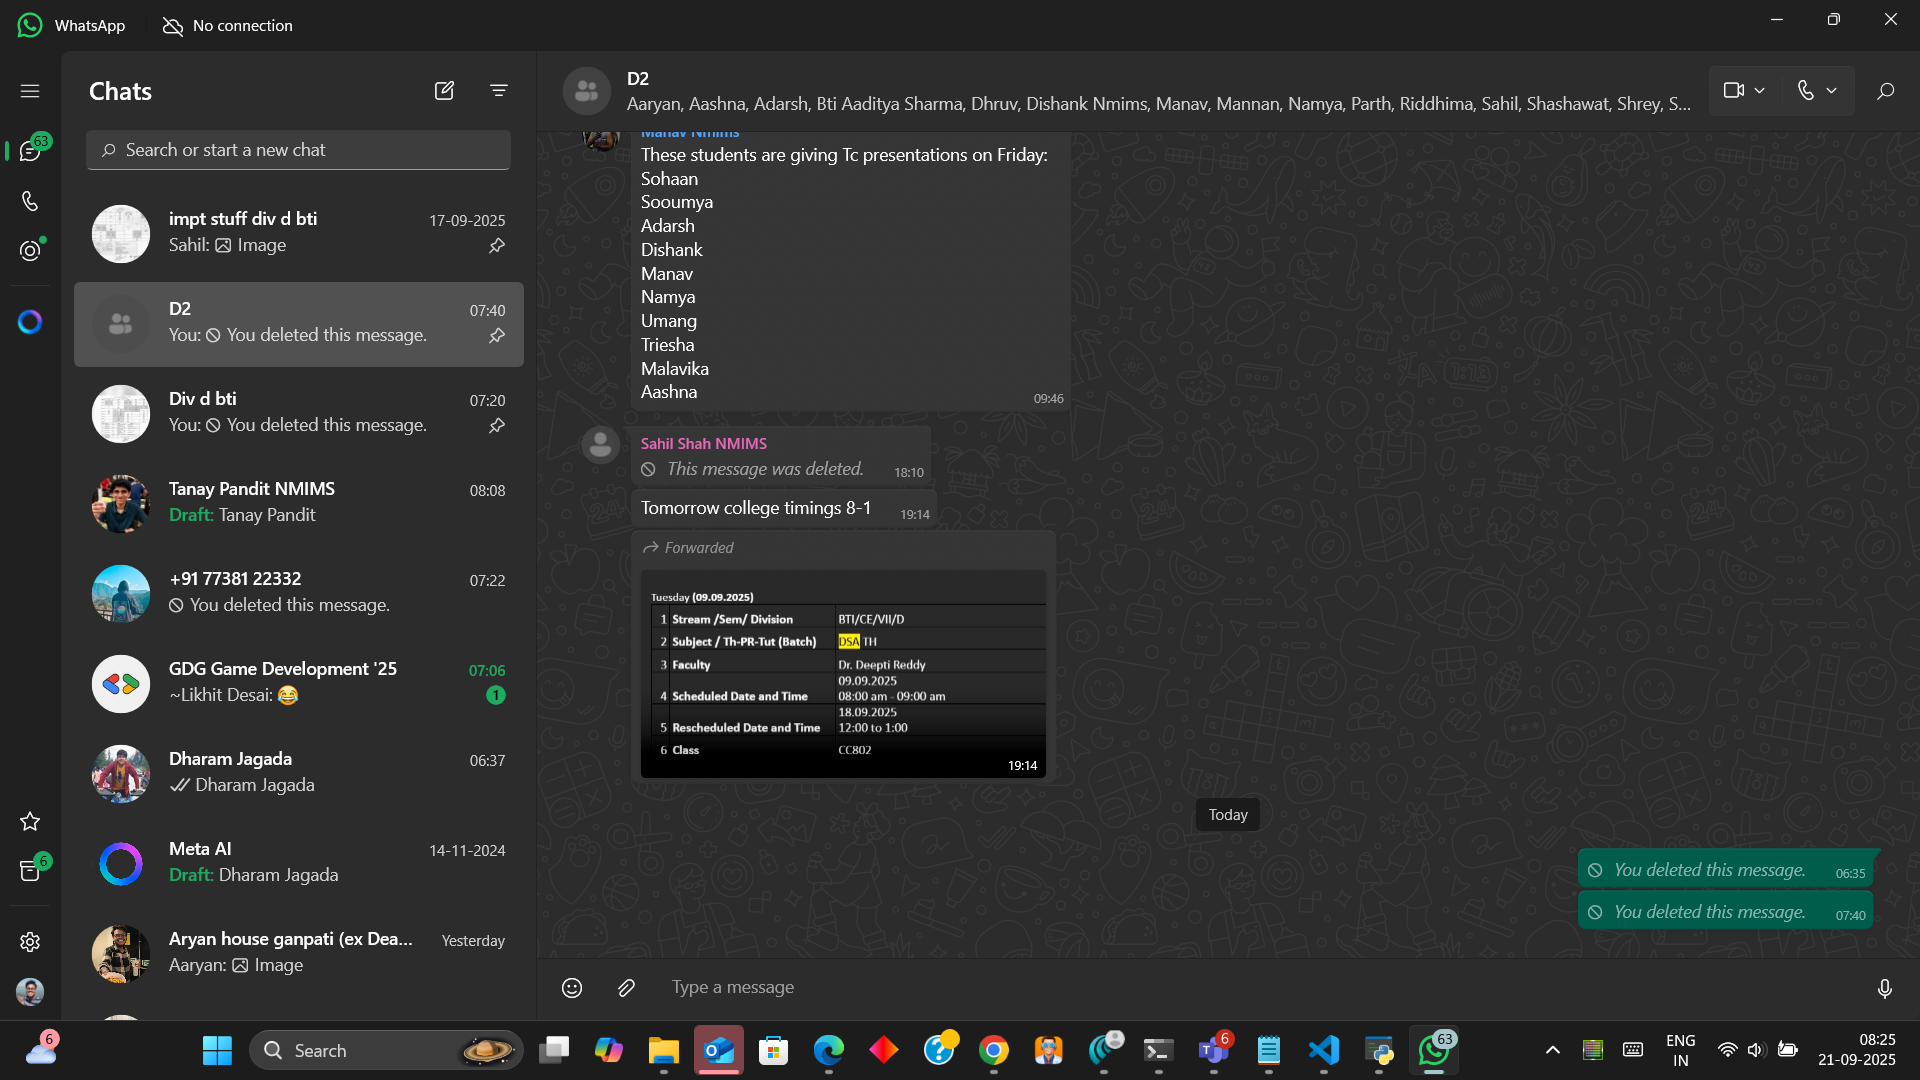 WhatsApp
No connection
Chats
63
Search or start a new chat
impt stuff div d bti
17-09-2025
Sahil: Image
D2
07:40
You: You deleted this message.
Div d bti
07:20
You: You deleted this message.
Tanay Pandit NMIMS
08:08
Draft: Tanay Pandit
+91 77381 22332
07:22
You deleted this message.
GDG Game Development '25
07:06
~Likhit Desai: 😂
1
Dharam Jagada
06:37
Dharam Jagada
Meta AI
14-11-2024
Draft: Dharam Jagada
6
Aryan house ganpati (ex Dea...
Yesterday
Aaryan: Image
D2
Aaryan, Aashna, Adarsh, Bti Aaditya Sharma, Dhruv, Dishank Nmims, Manav, Mannan, Namya, Parth, Riddhima, Sahil, Shashawat, Shrey, S...
Manav Nmims
These students are giving Tc presentations on Friday:
Sohaan
Sooumya
Adarsh
Dishank
Manav
Namya
Umang
Triesha
Malavika
Aashna
09:46
Sahil Shah NMIMS
This message was deleted.
18:10
Tomorrow college timings 8-1
19:14
Forwarded
Tuesday (09.09.2025)
1 Stream /Sem/ Division BTI/CE/VII/D
2 Subject / Th-PR-Tut (Batch) DSA TH
3 Faculty Dr. Deepti Reddy
09.09.2025
4 Scheduled Date and Time 08:00 am - 09:00 am
18.09.2025
5 Rescheduled Date and Time 12:00 to 1:00
6 Class CC802
19:14
Today
You deleted this message. 06:35
You deleted this message. 07:40
Type a message
6
Search
6
63
ENG
IN
08:25
21-09-2025